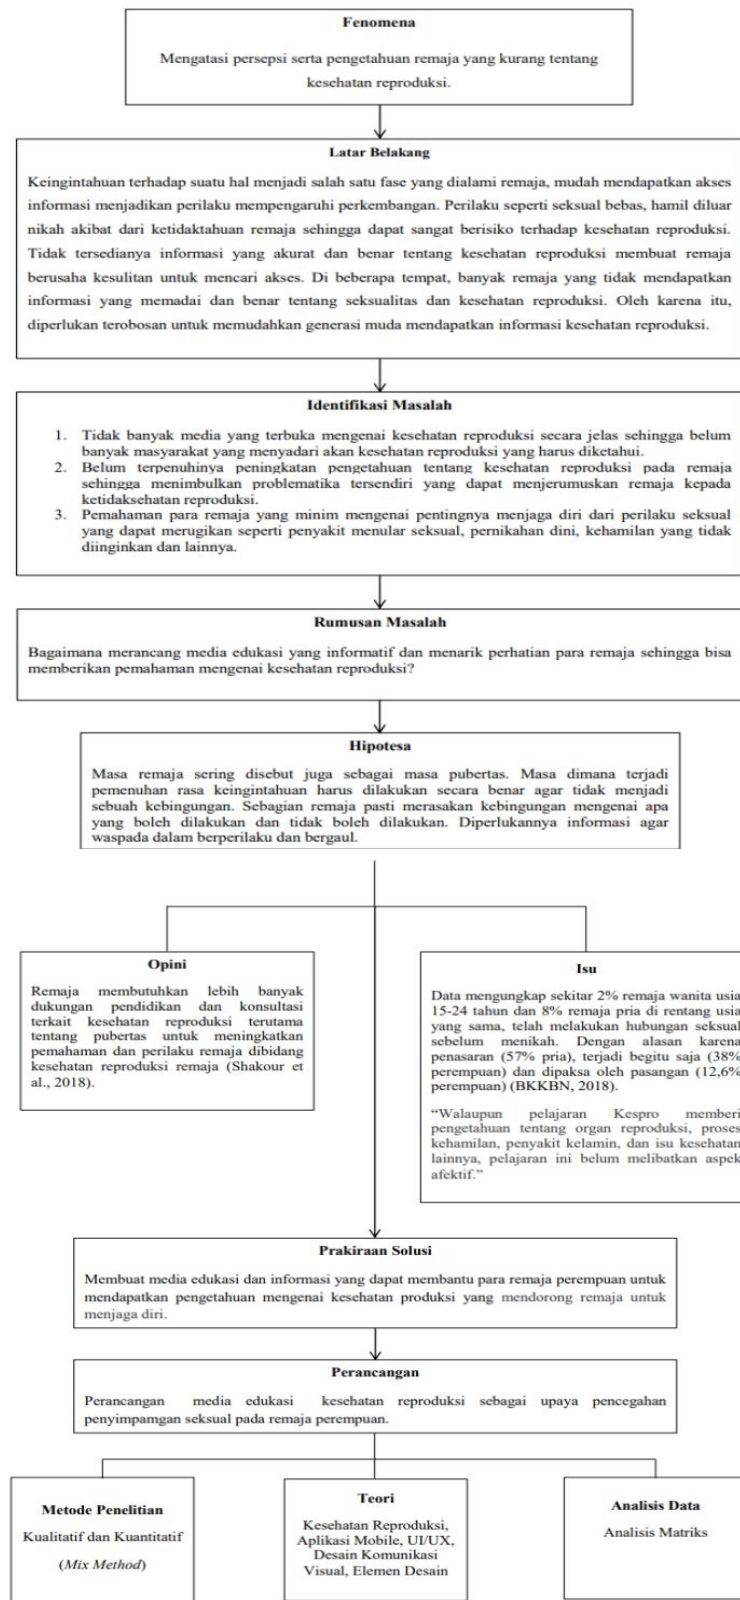 Fenomena
Mengatasi persepsi serta pengetahuan remaja yang kurang tentang
kesehatan reproduksi.
Latar Belakang
Keingintahuan terhadap suatu hal menjadi salah satu fase yang dialami remaja, mudah mendapatkan akses
informasi menjadikan perilaku mempengaruhi perkembangan. Perilaku seperti seksual bebas, hamil diluar
nikah akibat dari ketidaktahuan remaja sehingga dapat sangat berisiko terhadap kesehatan reproduksi.
Tidak tersedianya informasi yang akurat dan benar tentang kesehatan reproduksi membuat remaja
berusaha kesulitan untuk mencari akses. Di beberapa tempat, banyak remaja yang tidak mendapatkan
informasi yang memadai dan benar tentang seksualitas dan kesehatan reproduksi. Oleh karena itu,
diperlukan terobosan untuk memudahkan generasi muda mendapatkan informasi kesehatan reproduksi.
Identifikasi Masalah
1. Tidak banyak media yang terbuka mengenai kesehatan reproduksi secara jelas sehingga belum
banyak masyarakat yang menyadari akan kesehatan reproduksi yang harus diketahui.
2. Belum terpenuhinya peningkatan pengetahuan tentang kesehatan reproduksi pada remaja
sehingga menimbulkan problematika tersendiri yang dapat menjerumuskan remaja kepada
ketidaksehatan reproduksi.
3. Pemahaman para remaja yang minim mengenai pentingnya menjaga diri dari perilaku seksual
yang dapat merugikan seperti penyakit menular seksual, pernikahan dini, kehamilan yang tidak
diinginkan dan lainnya.
Rumusan Masalah
Bagaimana merancang media edukasi yang informatif dan menarik perhatian para remaja sehingga bisa
memberikan pemahaman mengenai kesehatan reproduksi?
Hipotesa
Masa remaja sering disebut juga sebagai masa pubertas. Masa dimana terjadi
pemenuhan rasa keingintahuan harus dilakukan secara benar agar tidak menjadi
sebuah kebingungan. Sebagian remaja pasti merasakan kebingungan mengenai apa
yang boleh dilakukan dan tidak boleh dilakukan. Diperlukannya informasi agar
waspada dalam berperilaku dan bergaul.
Opini
Remaja membutuhkan lebih banyak
dukungan pendidikan dan konsultasi
terkait kesehatan reproduksi terutama
tentang pubertas untuk meningkatkan
pemahaman dan perilaku remaja dibidang
kesehatan reproduksi remaja (Shakour et
al., 2018).
Isu
Data mengungkap sekitar 2% remaja wanita usia
15-24 tahun dan 8% remaja pria di rentang usia
yang sama, telah melakukan hubungan seksual
sebelum menikah. Dengan alasan karena
penasaran (57% pria), terjadi begitu saja (38%
perempuan) dan dipaksa oleh pasangan (12,6%
perempuan) (BKKBN, 2018).
“Walaupun pelajaran Kespro memberi
pengetahuan tentang organ reproduksi, proses
kehamilan, penyakit kelamin, dan isu kesehatan
lainnya, pelajaran ini belum melibatkan aspek
afektif.”
Prakiraan Solusi
Membuat media edukasi dan informasi yang dapat membantu para remaja perempuan untuk
mendapatkan pengetahuan mengenai kesehatan produksi yang mendorong remaja untuk
menjaga diri.
Perancangan
Perancangan media edukasi kesehatan reproduksi sebagai upaya pencegahan
penyimpamgan seksual pada remaja perempuan.
Metode Penelitian
Kualitatif dan Kuantitatif
(Mix Method)
Teori
Kesehatan Reproduksi,
Aplikasi Mobile, UI/UX,
Desain Komunikasi
Visual, Elemen Desain
Analisis Data
Analisis Matriks